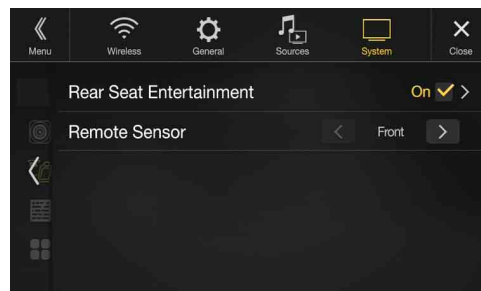 Menu
Wireless
General
Sources
System
Close
Rear Seat Entertainment On
Remote Sensor Front